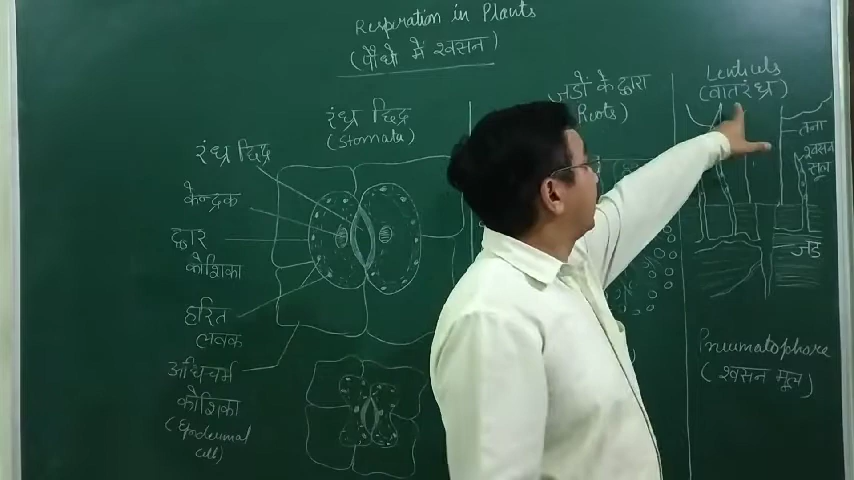 Respiration in Plants
(पौधों में श्वसन)
रंध्र छिद्र
(Stomata)
रंध्र छिद्र
केन्द्रक
द्वार
कोशिका
हरित
लवक
अधिचर्म
कोशिका
(Epidermal
cell)
जड़ों के द्वारा
Roots)
Lenticels
(वातरंध्र)
तना
श्वसन
मूल
जड़
Pneumatophore
(श्वसन मूल)